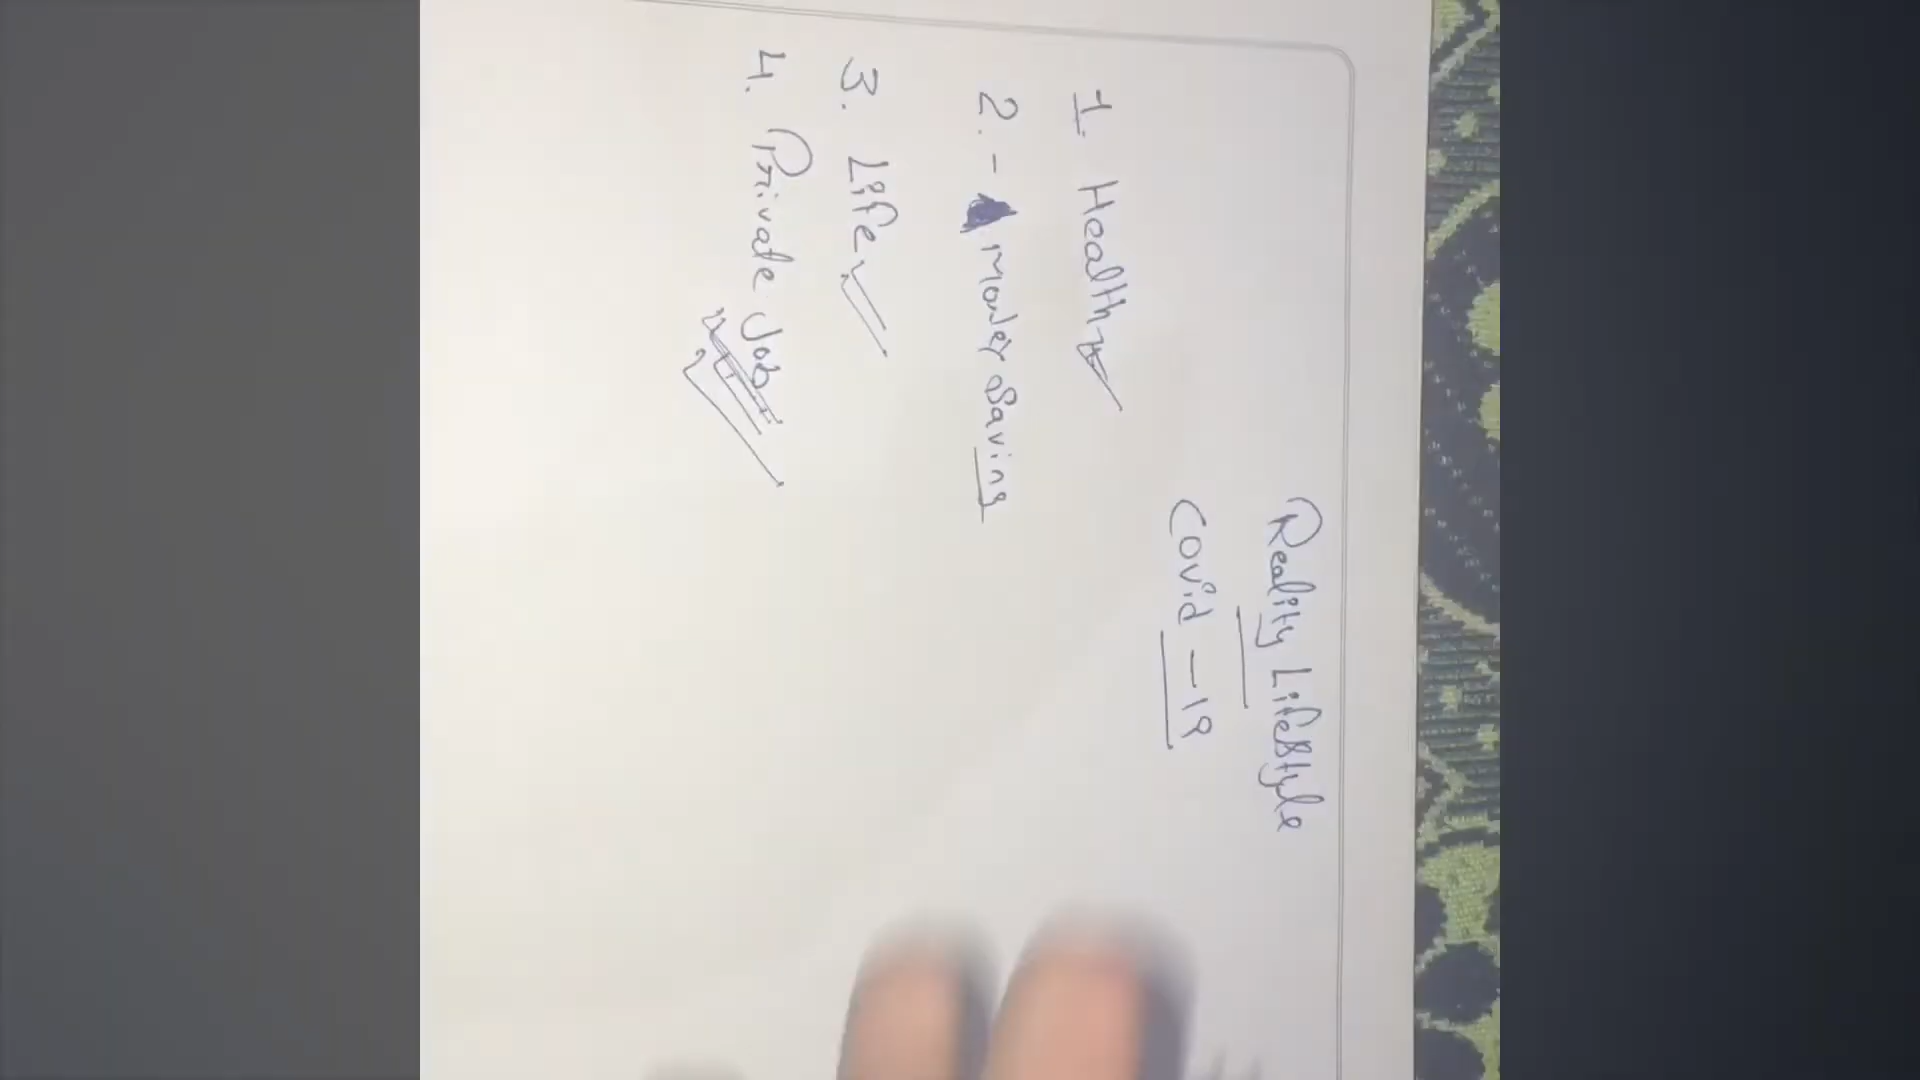 Reality LifeStyle
Covid -19
1. Health
2. - Money Saving
3. Life
4. Private Job